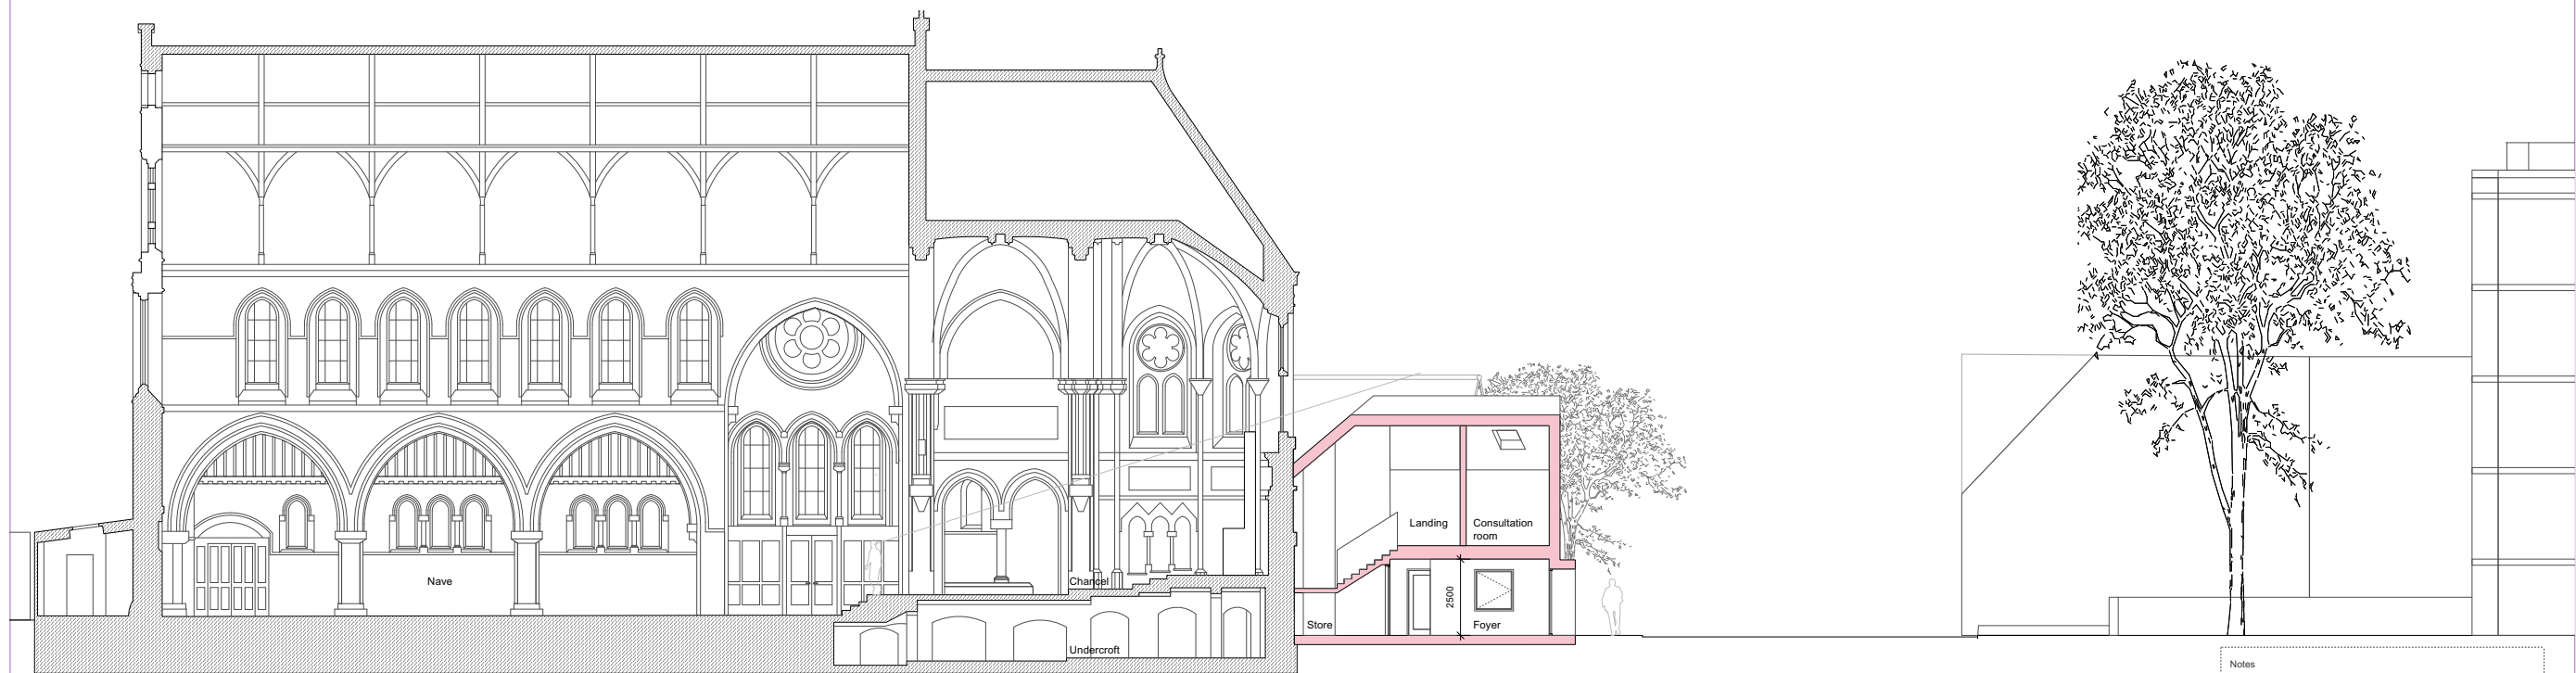 Landing
Consultation
room
Nave
Chancel
2500
Store
Foyer
Undercroft
Notes